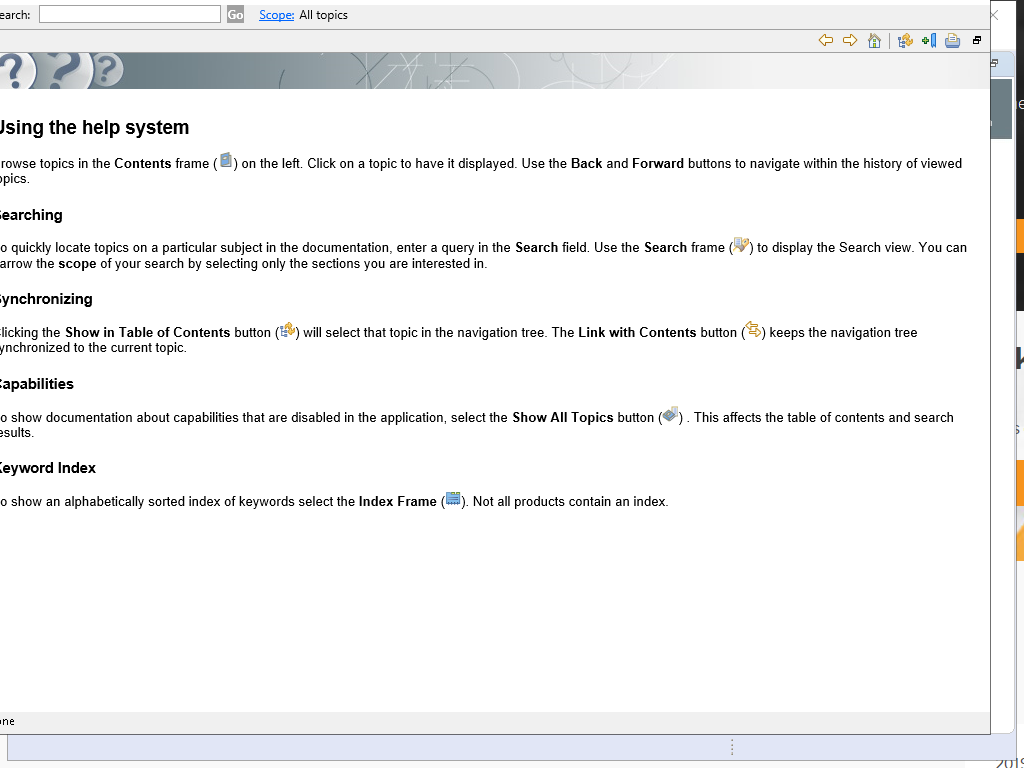 earch: Go Scope: All topics
Using the help system
rowse topics in the Contents frame ( ) on the left. Click on a topic to have it displayed. Use the Back and Forward buttons to navigate within the history of viewed
opics.
Searching
o quickly locate topics on a particular subject in the documentation, enter a query in the Search field. Use the Search frame ( ) to display the Search view. You can
arrow the scope of your search by selecting only the sections you are interested in.
Synchronizing
licking the Show in Table of Contents button ( ) will select that topic in the navigation tree. The Link with Contents button ( ) keeps the navigation tree
ynchronized to the current topic.
Capabilities
o show documentation about capabilities that are disabled in the application, select the Show All Topics button ( ) . This affects the table of contents and search
esults.
Keyword Index
o show an alphabetically sorted index of keywords select the Index Frame ( ). Not all products contain an index.
one
2019